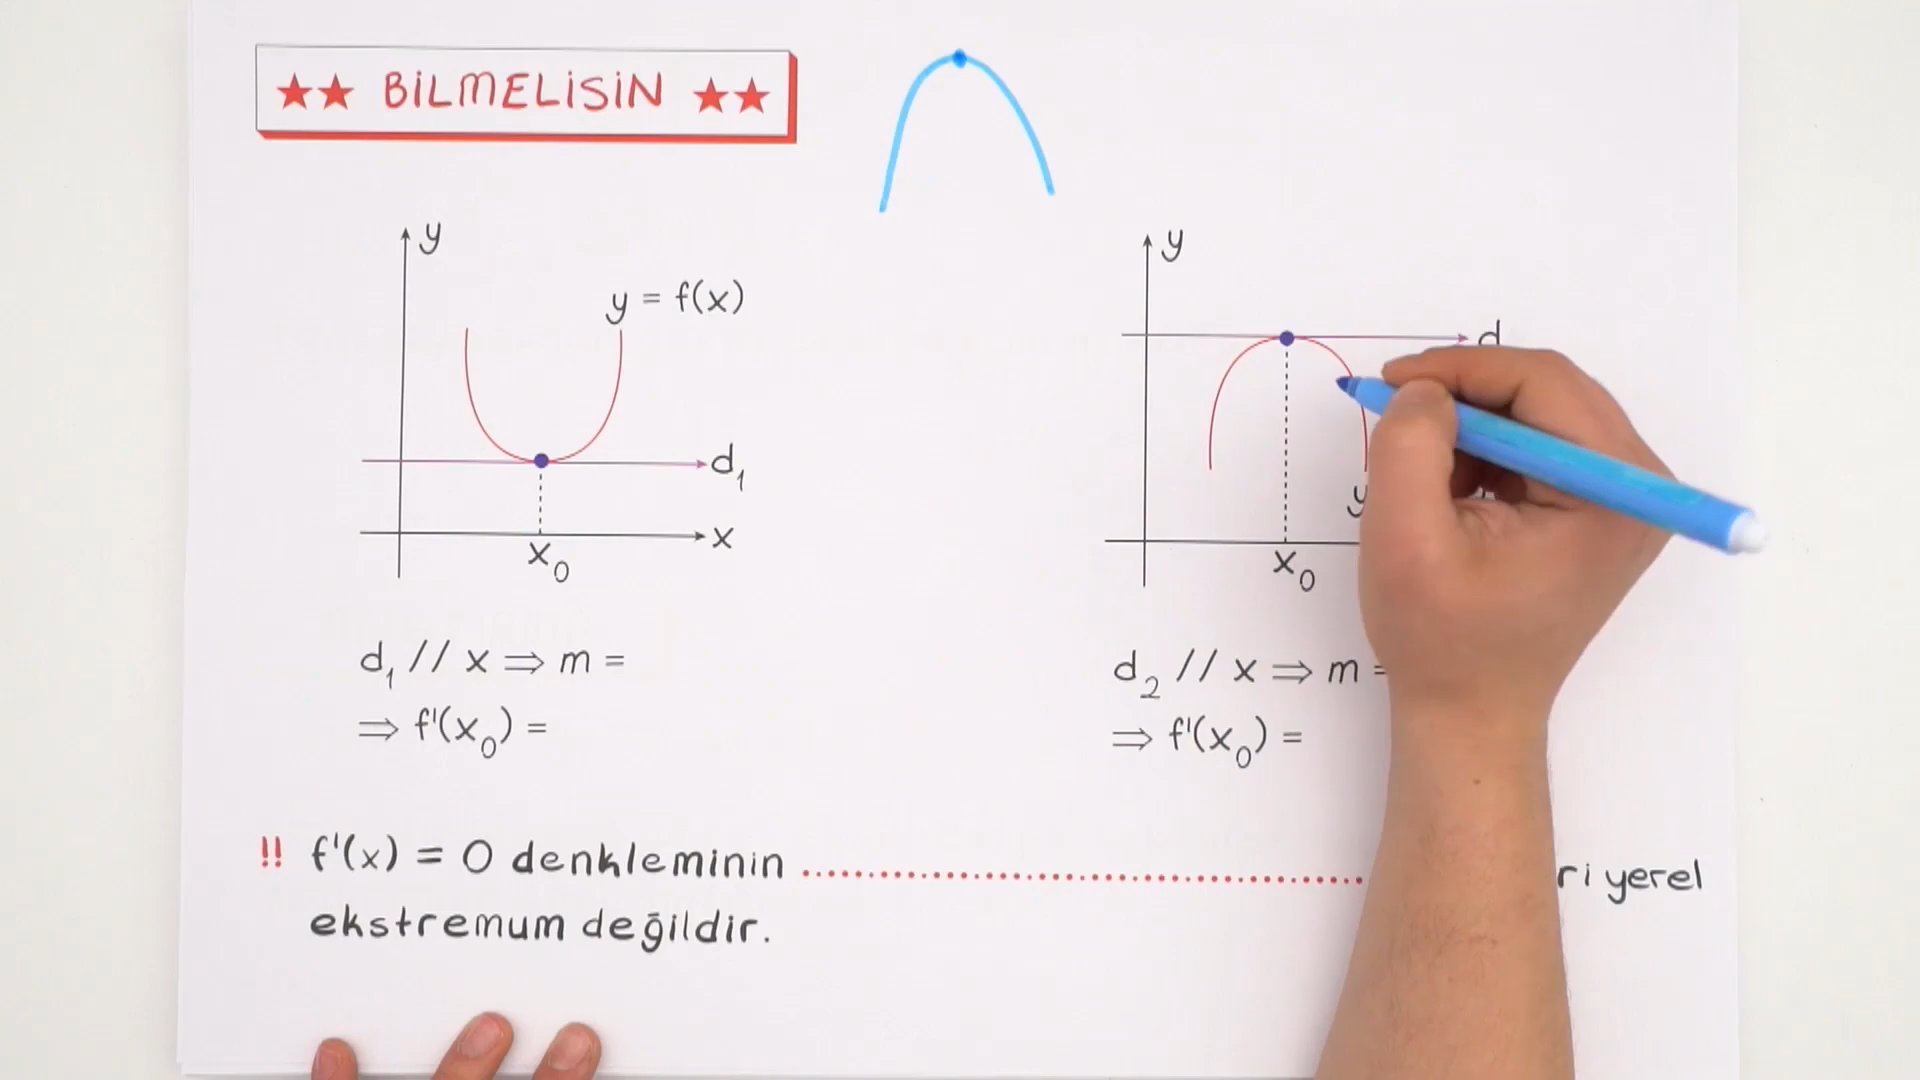 ★★ BİLMELİSİN ★★
y
y = f(x)
d₁
x
x₀
d₁ // x ⇒ m =
⇒ f'(x₀) =
y
d
y
x₀
d₂ // x ⇒ m =
⇒ f'(x₀) =
!! f'(x) = 0 denkleminin ........................................ ri yerel
ekstremum değildir.